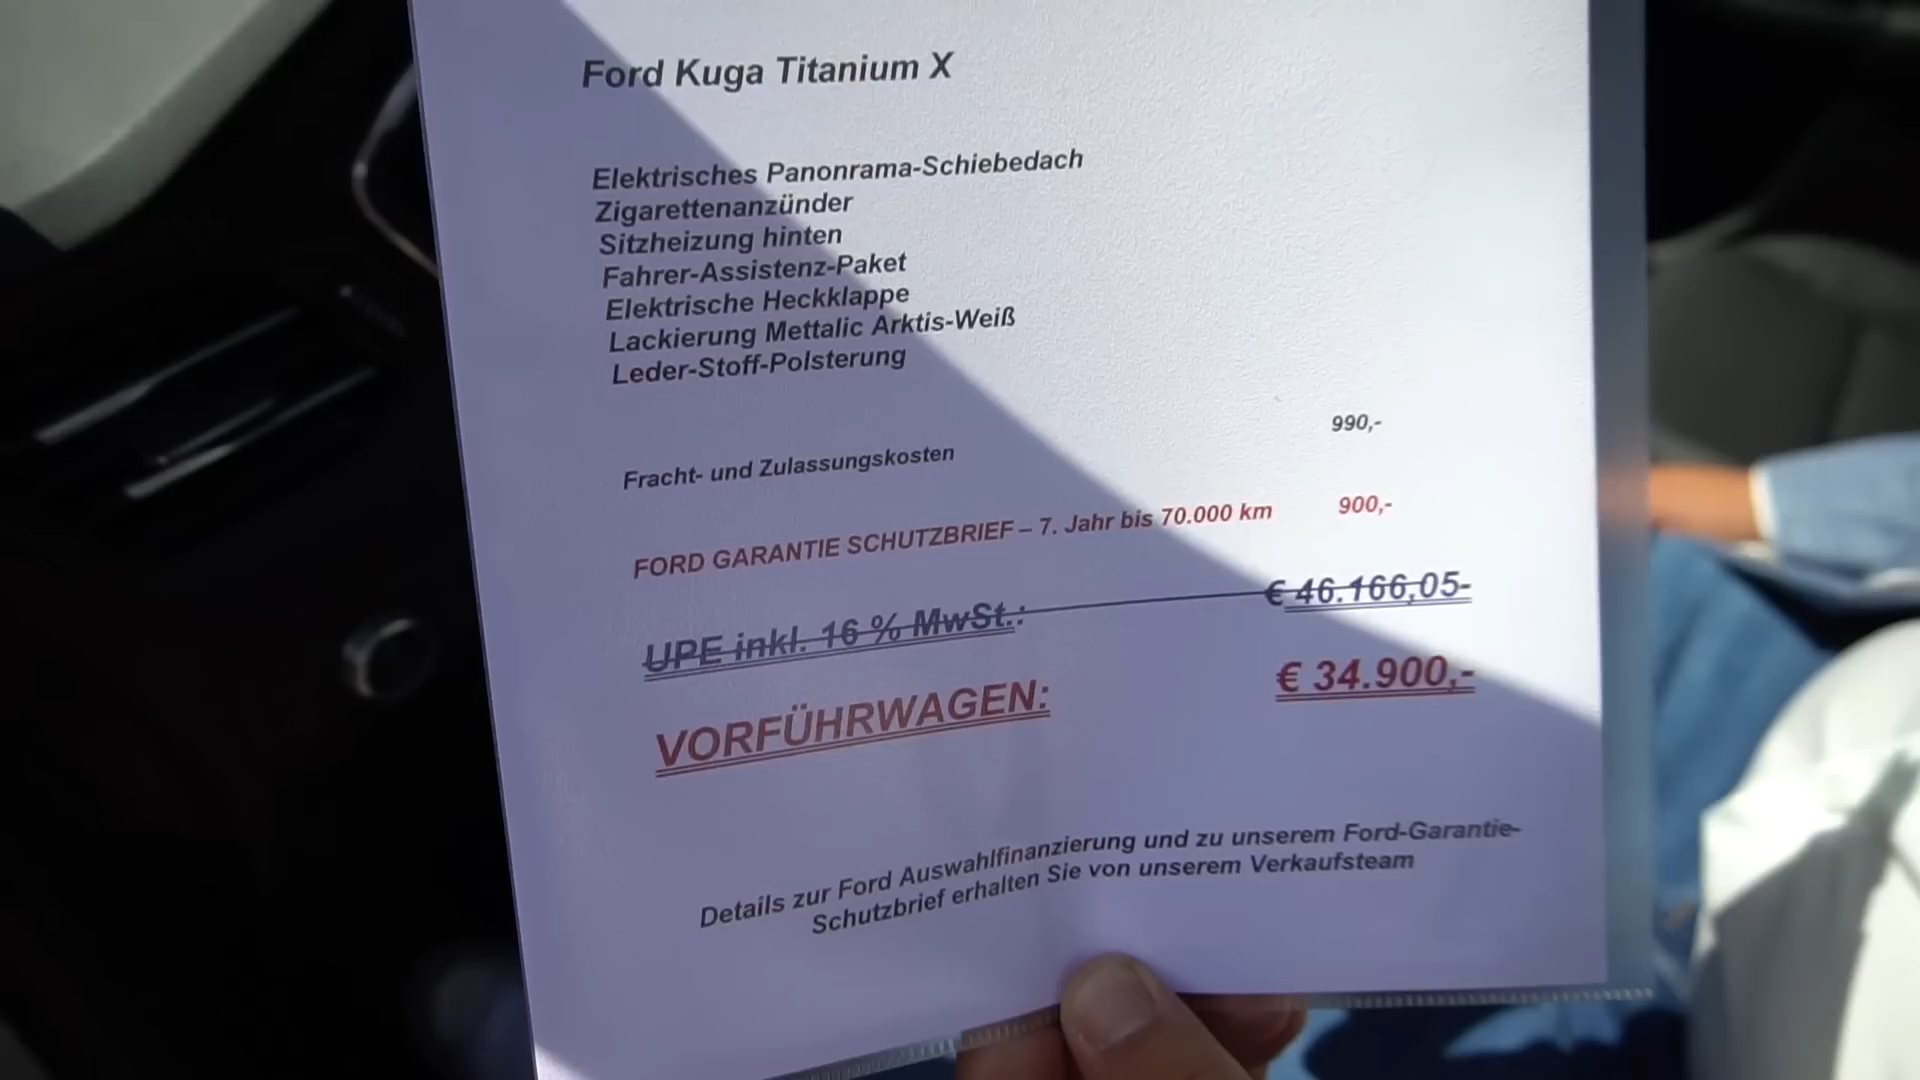 Ford Kuga Titanium X
Elektrisches Panonrama-Schiebedach
Zigarettenanzünder
Sitzheizung hinten
Fahrer-Assistenz-Paket
Elektrische Heckklappe
Lackierung Mettalic Arktis-Weiß
Leder-Stoff-Polsterung
Fracht- und Zulassungskosten 990,-
FORD GARANTIE SCHUTZBRIEF – 7. Jahr bis 70.000 km 900,-
UPE inkl. 16 % MwSt.: € 46.166,05-
VORFÜHRWAGEN: € 34.900,-
Details zur Ford Auswahlfinanzierung und zu unserem Ford-Garantie-
Schutzbrief erhalten Sie von unserem Verkaufsteam